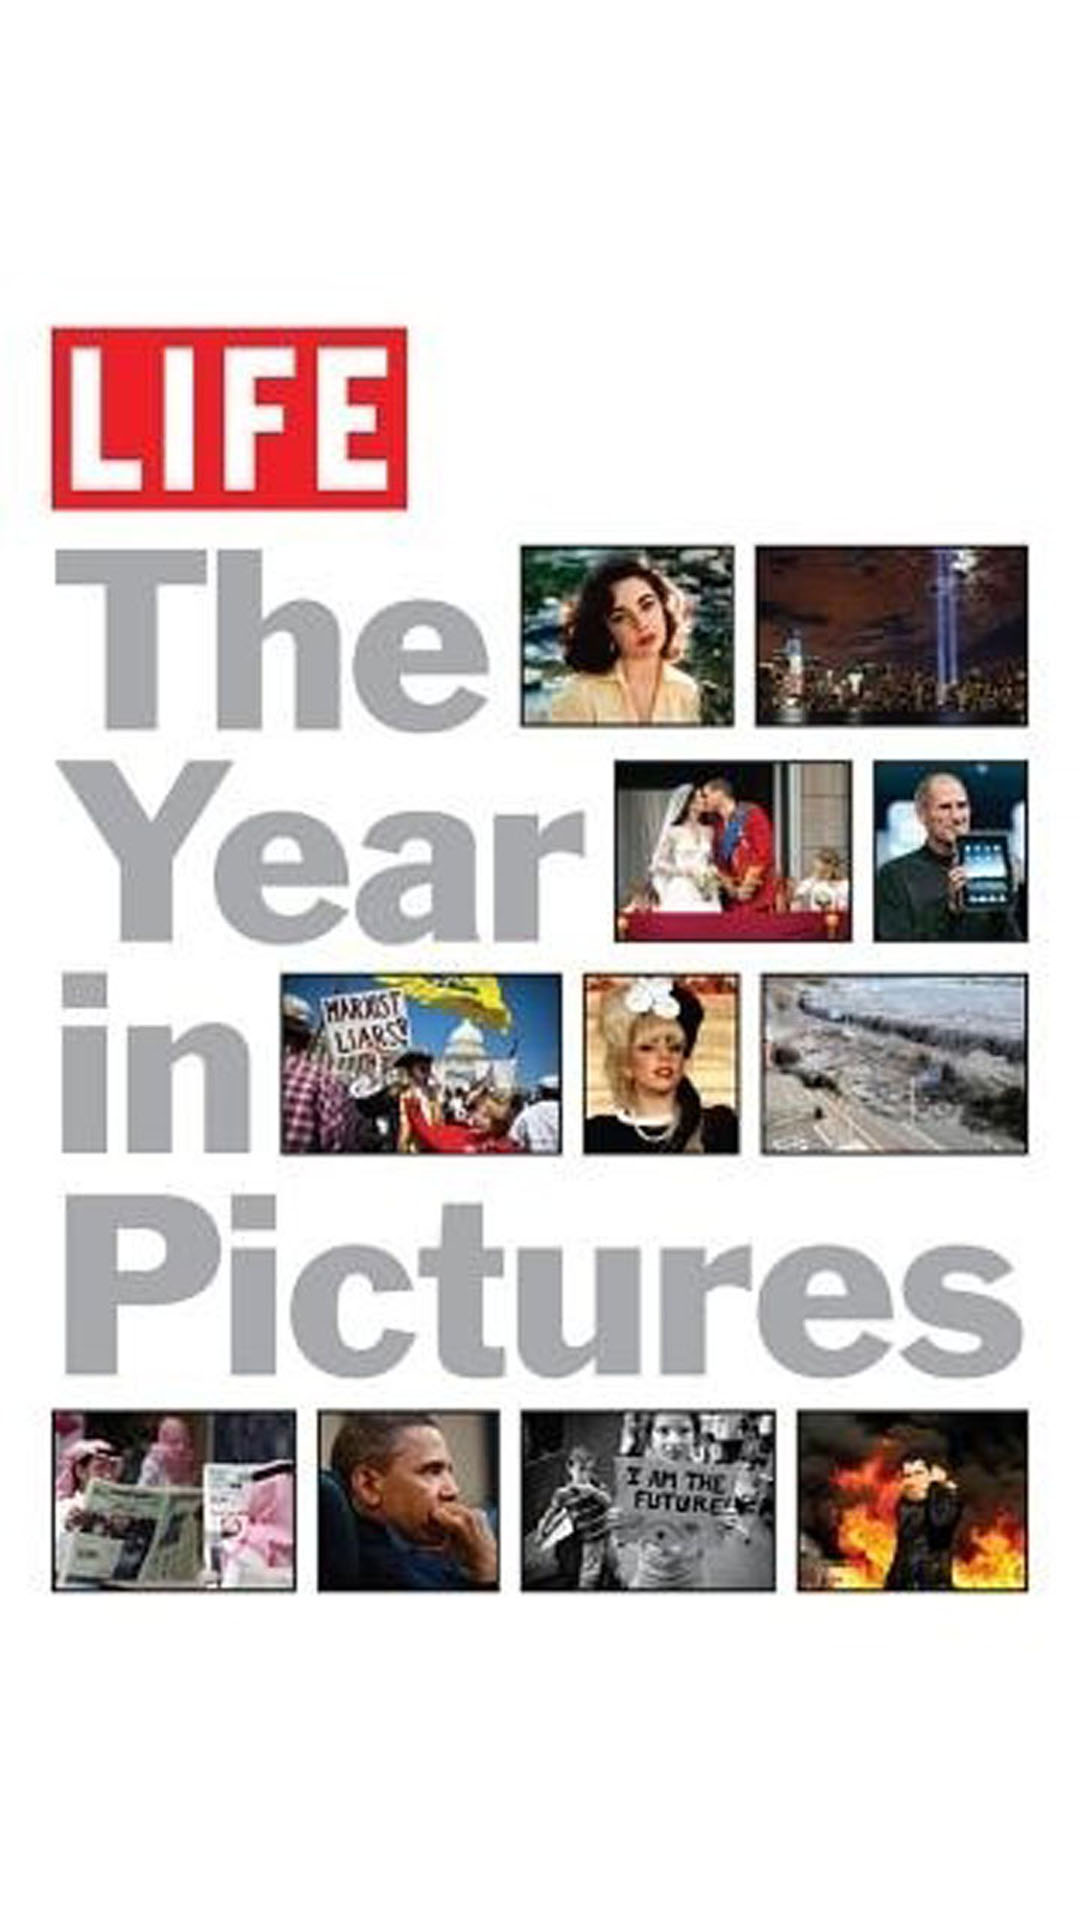 LIFE
The
Year
in
MARXIST
LIARS?
Pictures
I AM THE
FUTURE!